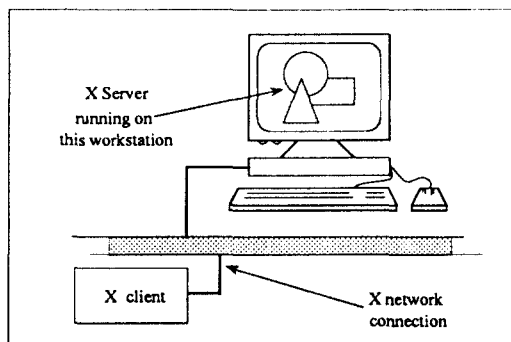 X Server
running on
this workstation
X client
X network
connection